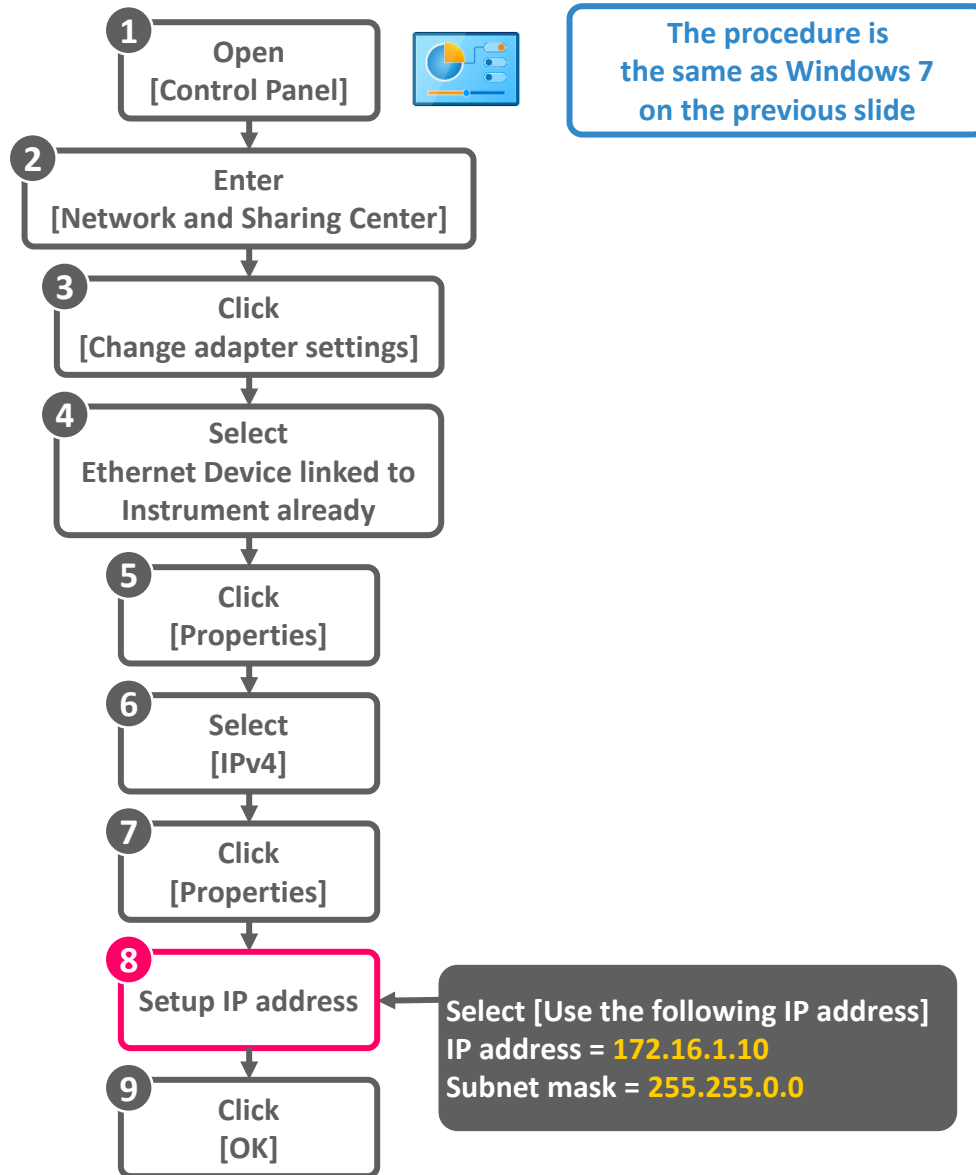 1
Open
[Control Panel]
The procedure is
the same as Windows 7
on the previous slide
2
Enter
[Network and Sharing Center]
3
Click
[Change adapter settings]
4
Select
Ethernet Device linked to
Instrument already
5
Click
[Properties]
6
Select
[IPv4]
7
Click
[Properties]
8
Setup IP address
Select [Use the following IP address]
IP address = 172.16.1.10
Subnet mask = 255.255.0.0
9
Click
[OK]